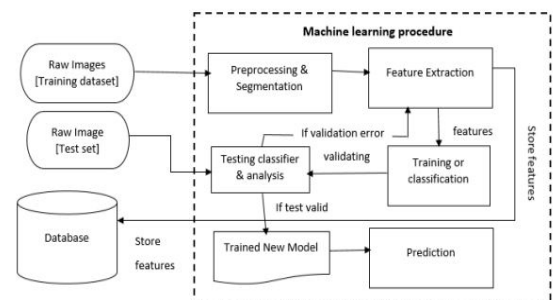 Machine learning procedure
Raw Images
[Training dataset]
Preprocessing &
Segmentation
Feature Extraction
Raw Image
[Test set]
If validation error
features
Store features
validating
Testing classifier
& analysis
Training or
classification
If test valid
Database
Store
features
Trained New Model
Prediction